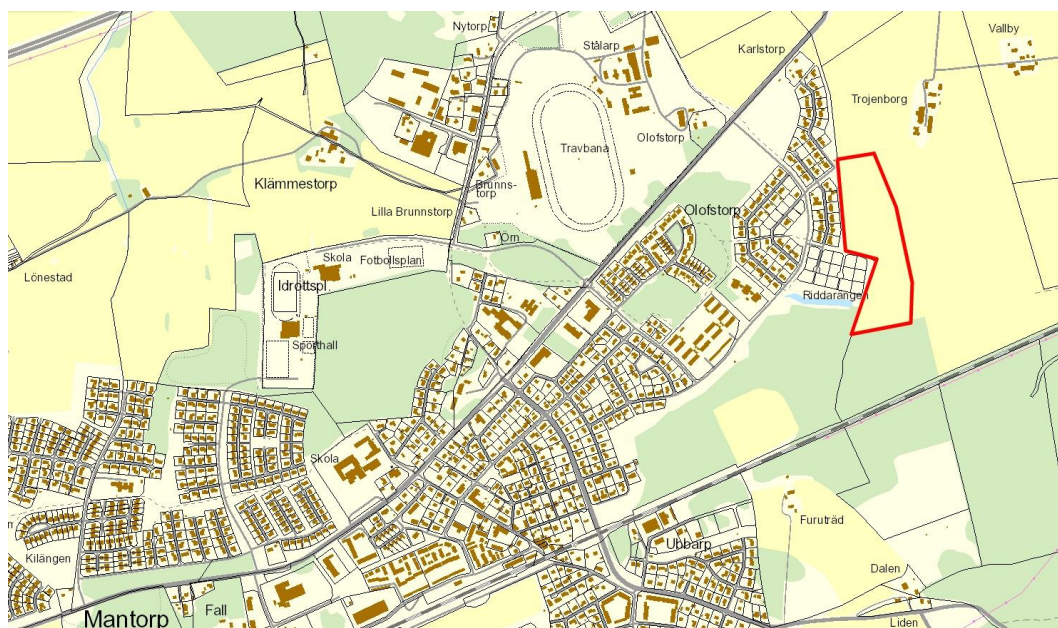 Nytorp
Stålarp
Karlstorp
Vallby
Trojenborg
Travbana
Olofstorp
Klämmestorp
Brunns-
torp
Lilla Brunnstorp
Olofstorp
Örn
Skola
Fotbollsplan
Lönestad
Idrottspl
Riddarängen
Sporthall
Skola
Furuträd
Ubbarp
Kilängen
Dalen
Mantorp
Fall
Liden